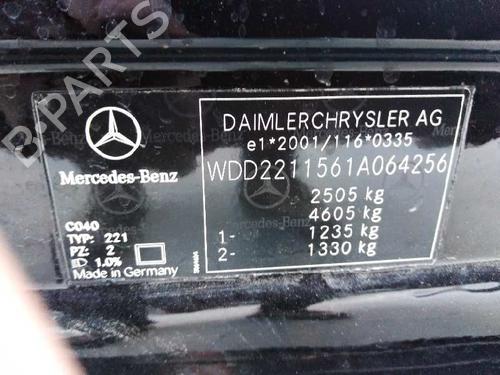 DAIMLERCHRYSLER AG
e1*2001/116*0335
WDD2211561A064256
2505 kg
4605 kg
1- 1235 kg
2- 1330 kg
Mercedes-Benz
C040
TYP: 221
PZ: 2
1.0%
Made in Germany
B-PARTS